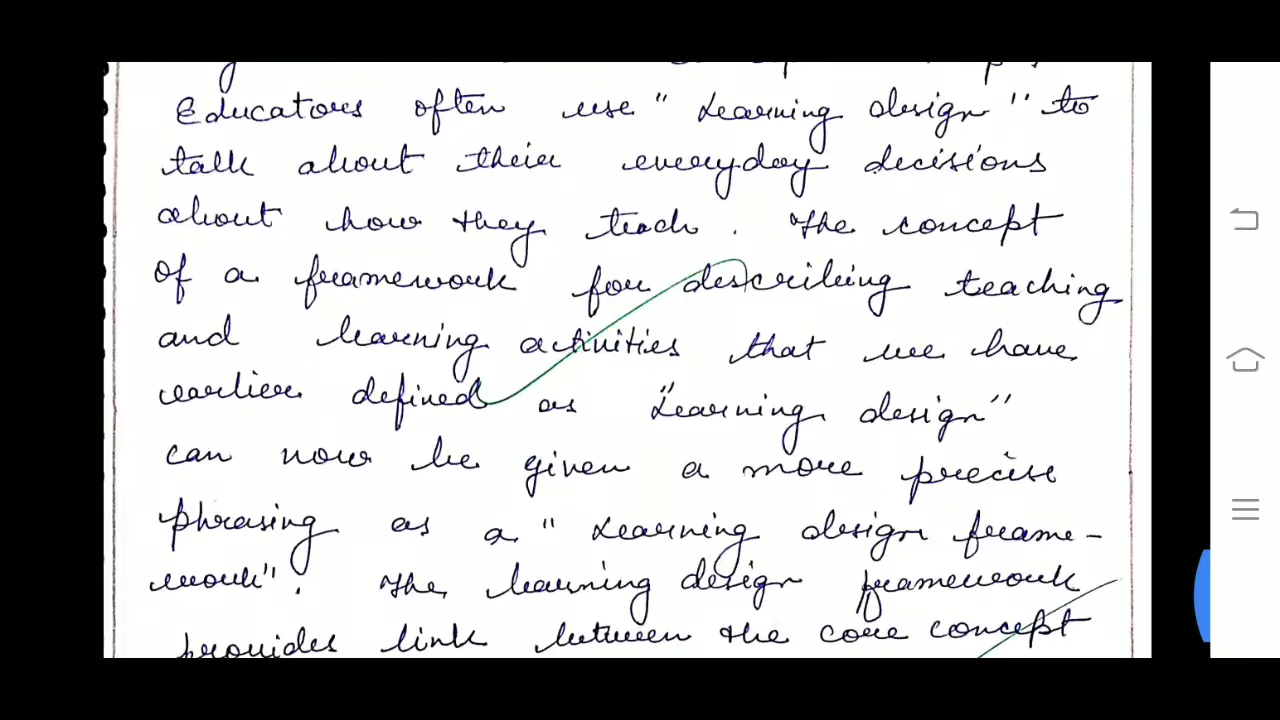 Educators often use "Learning design" to
talk about their everyday decisions
about how they teach. The concept
of a framework for describing teaching
and learning activities that we have
earlier defined as "Learning design"
can now be given a more precise
phrasing as a "Learning design frame-
work". The learning design framework
provides link between the core concept